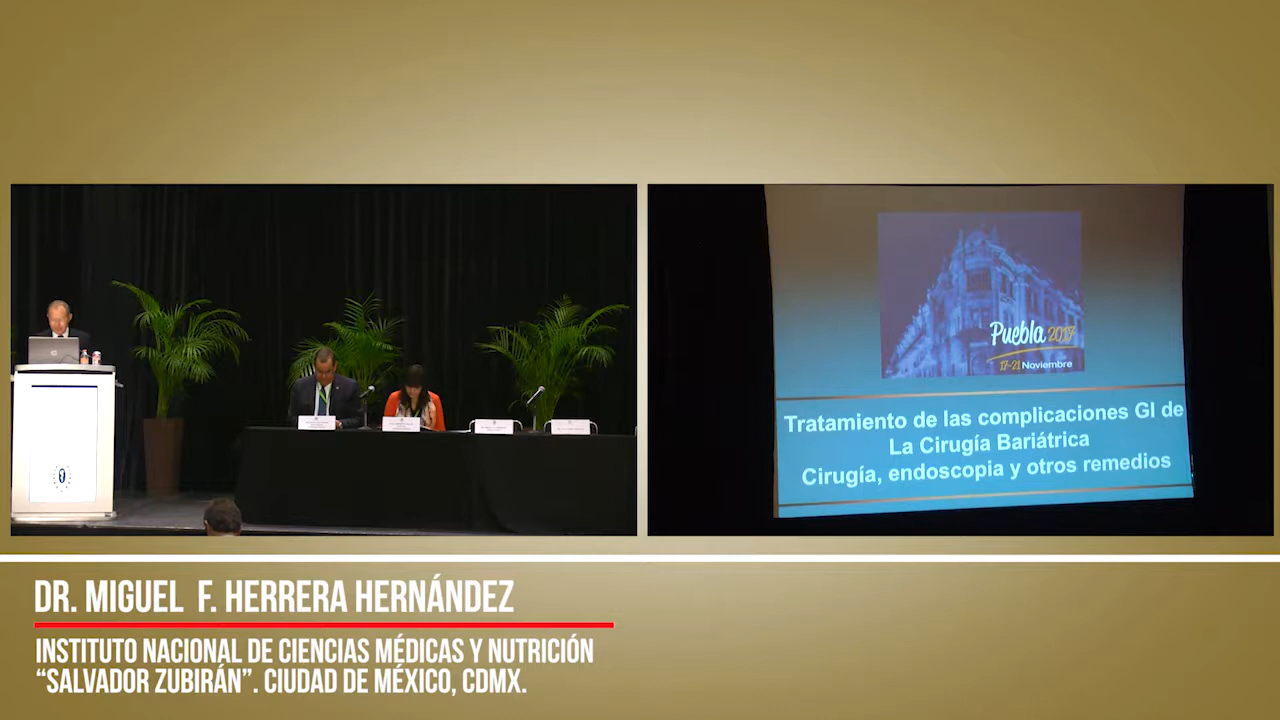 Puebla 2017
17-21 Noviembre
Tratamiento de las complicaciones GI de
La Cirugía Bariátrica
Cirugía, endoscopia y otros remedios
DR. MIGUEL F. HERRERA HERNÁNDEZ
INSTITUTO NACIONAL DE CIENCIAS MÉDICAS Y NUTRICIÓN
“SALVADOR ZUBIRÁN”. CIUDAD DE MÉXICO, CDMX.